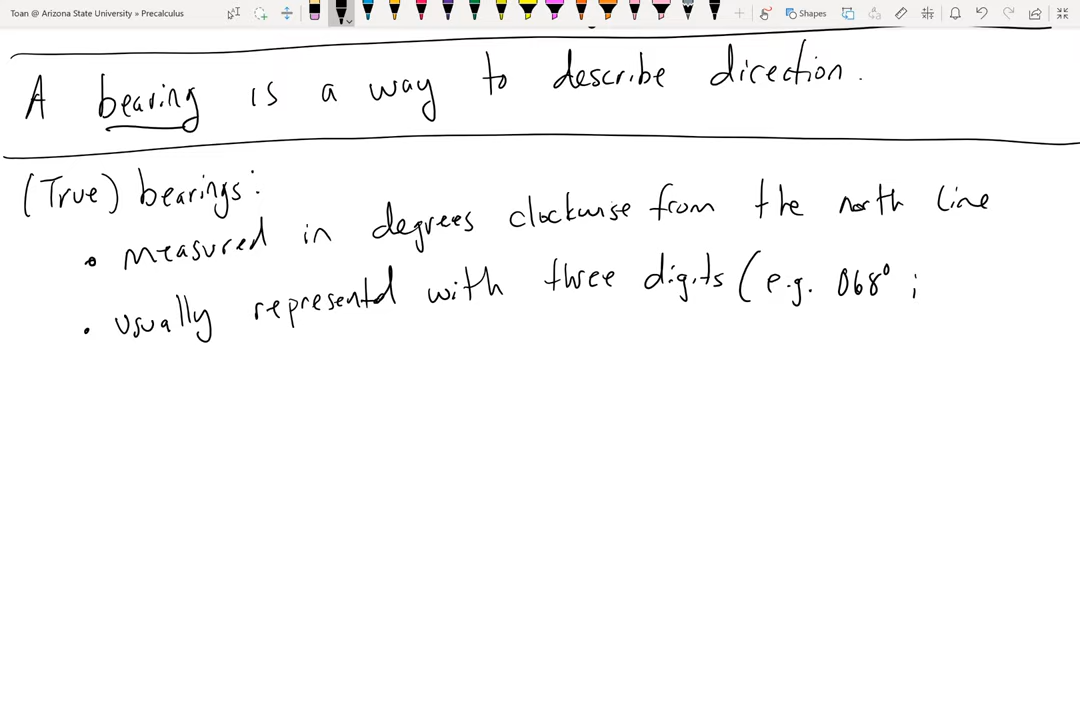 Toan @ Arizona State University » Precalculus
Shapes
A bearing is a way to describe direction.
(True) bearings:
• measured in degrees clockwise from the north line
• usually representd with three digits (e.g. 068° ;